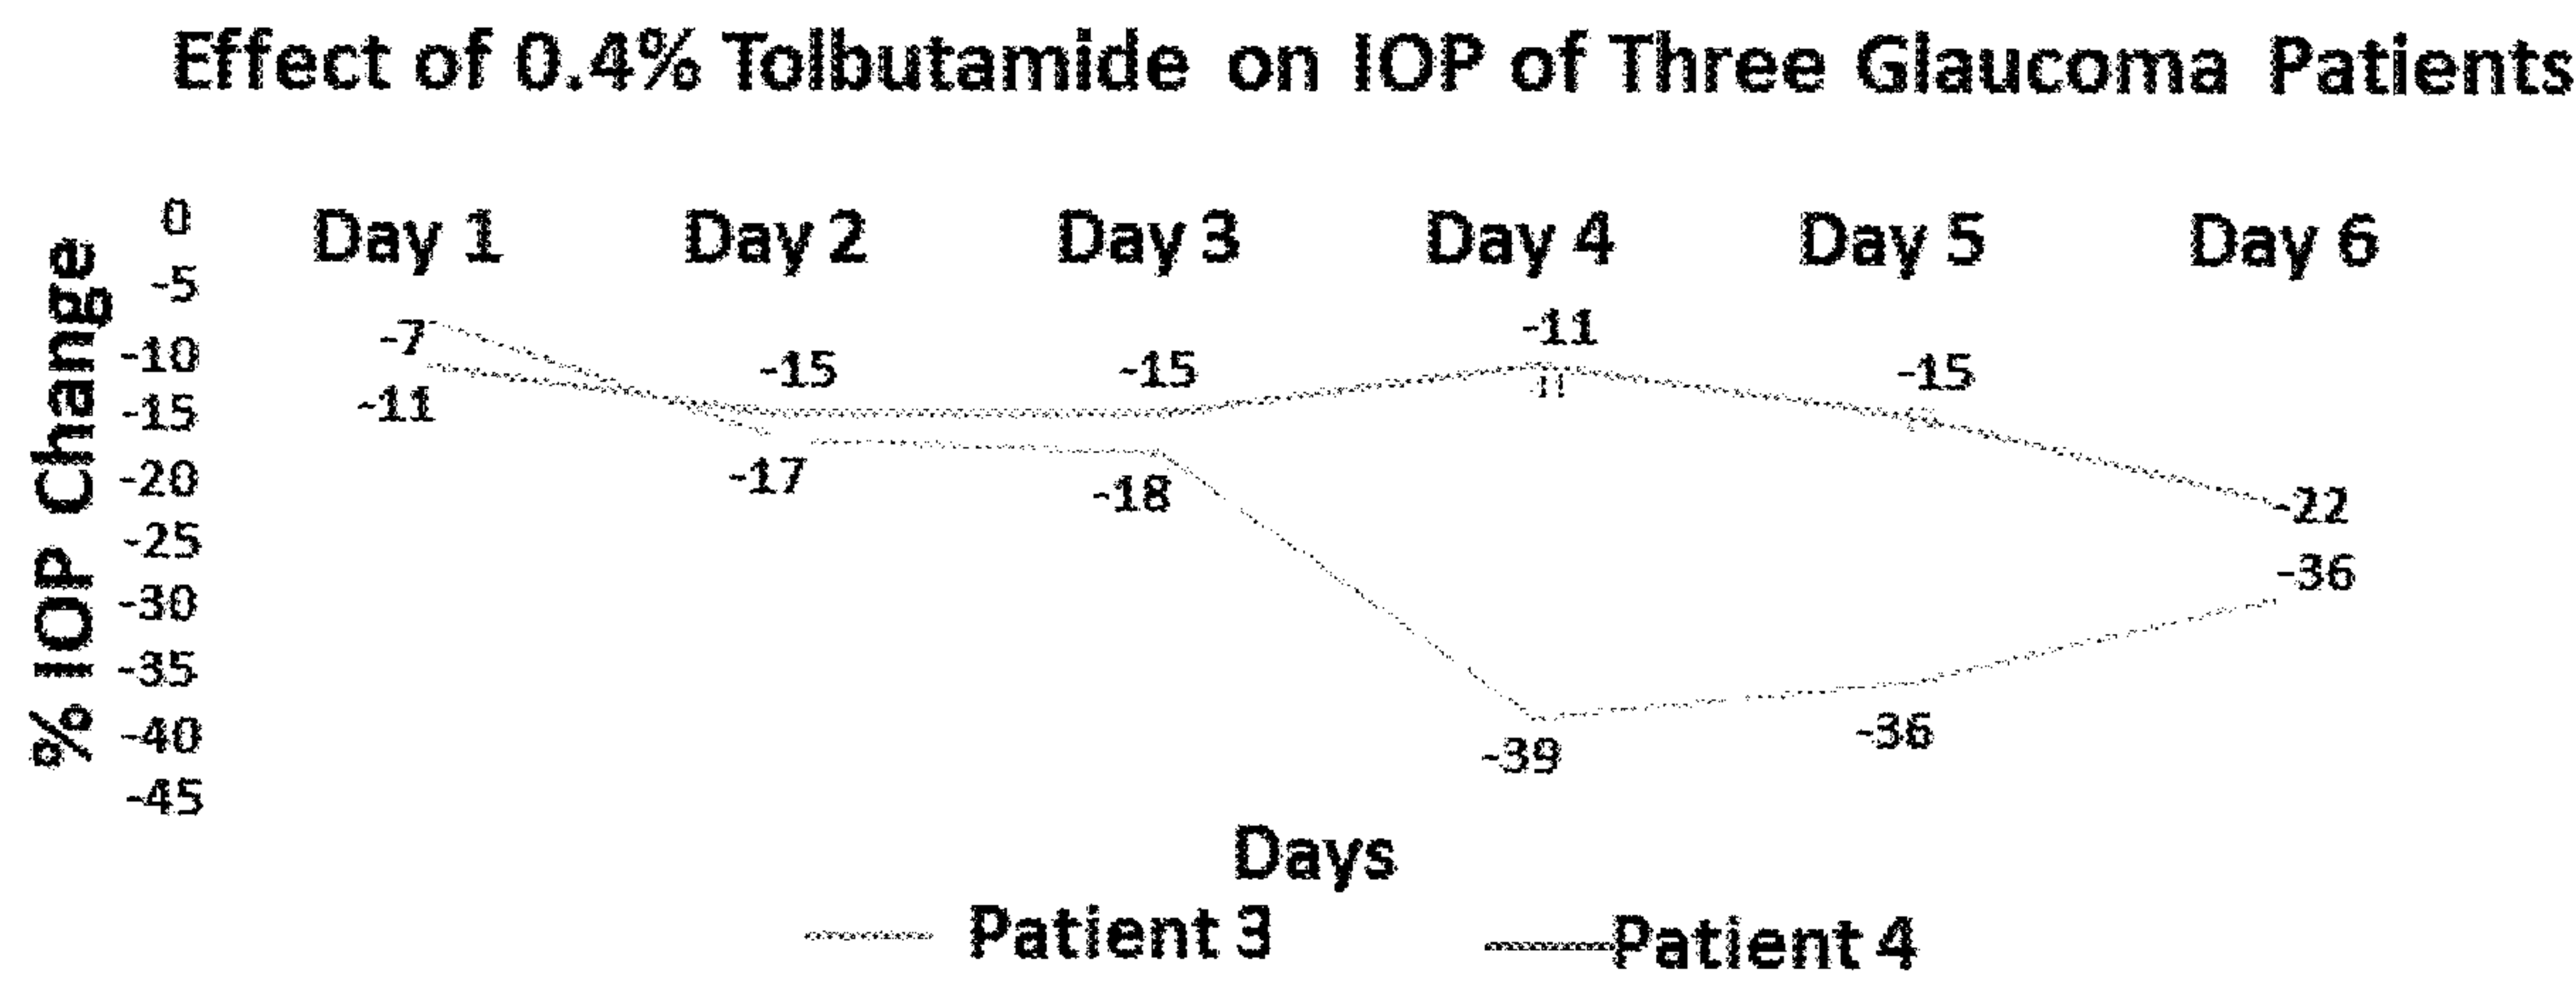 Effect of 0.4% Tolbutamide on IOP of Three Glaucoma Patients
% IOP Change
0
-5
-10
-15
-20
-25
-30
-35
-40
-45
Day 1 Day 2 Day 3 Day 4 Day 5 Day 6
-7 -15 -15 -11 -15 -22
-11 -17 -18 -11 -36
-39 -36
Days
Patient 3 Patient 4